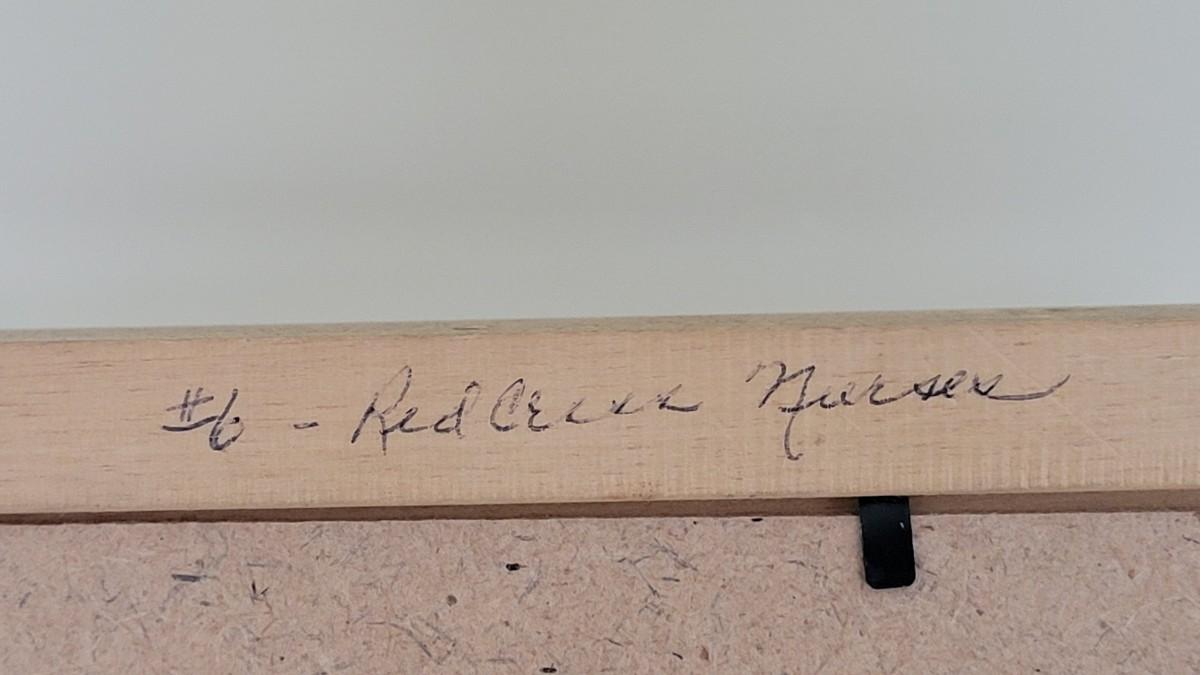 #6 - Red Cross Nurses